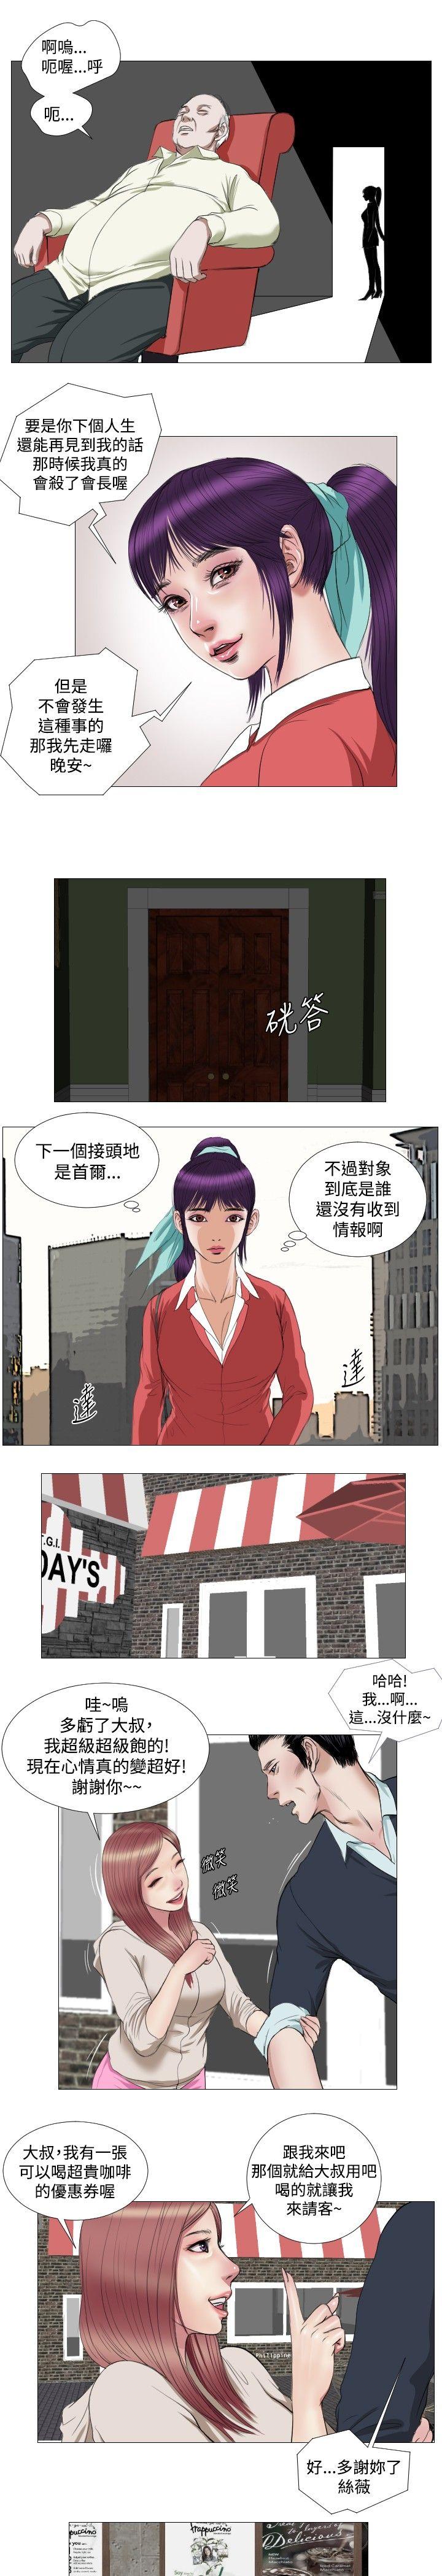 啊嗚...
呃喔...呼
呃...
要是你下個人生
還能再見到我的話
那時候我真的
會殺了會長喔
但是
不會發生
這種事的
那我先走囉
晚安~
硄答
下一個接頭地
是首爾...
不過對象
到底是誰
還沒有收到
情報啊
達
達
T.G.I.
DAY'S
哇~嗚
多虧了大叔，
我超級超級飽的!
現在心情真的變超好!
謝謝你~~
哈哈!
我...啊...
這...沒什麼~
微笑
微笑
大叔，我有一張
可以喝超貴咖啡
的優惠券喔
跟我來吧
那個就給大叔用吧
喝的就讓我
來請客~
Philippine
好...多謝妳了
絲薇
Frappuccino
Delicious
Soy